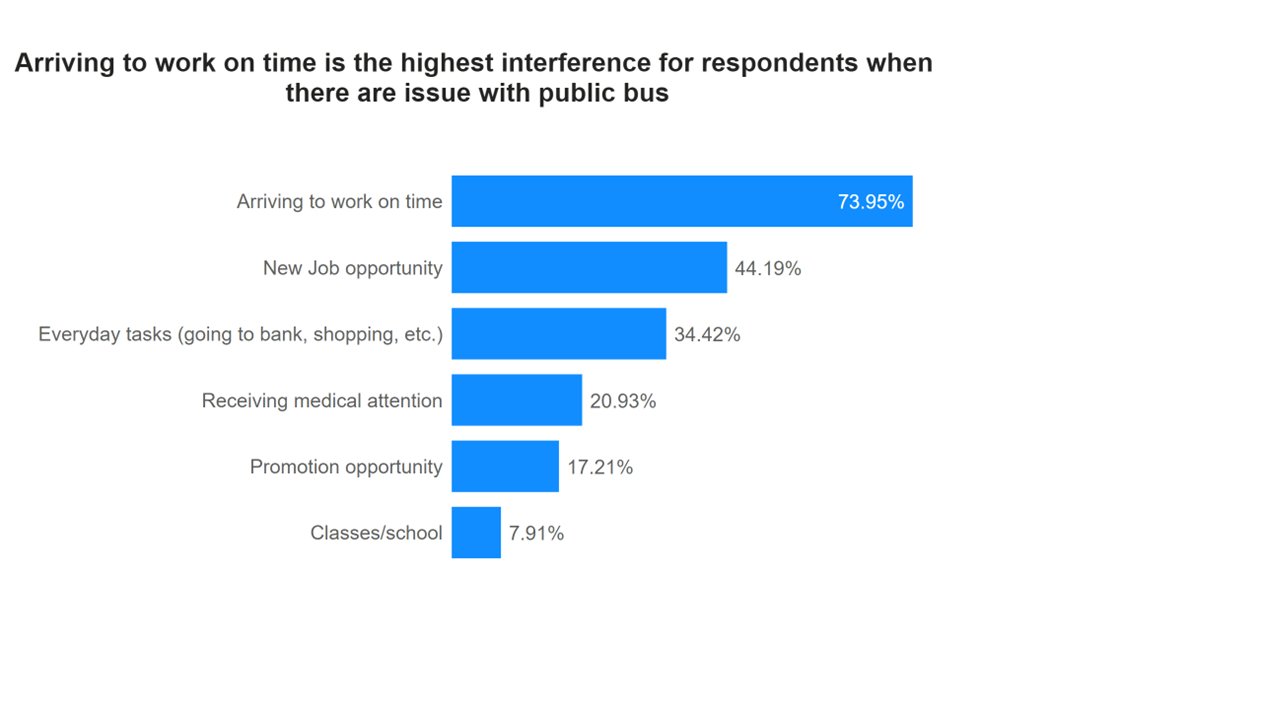 Arriving to work on time is the highest interference for respondents when
there are issue with public bus
Arriving to work on time 73.95%
New Job opportunity 44.19%
Everyday tasks (going to bank, shopping, etc.) 34.42%
Receiving medical attention 20.93%
Promotion opportunity 17.21%
Classes/school 7.91%